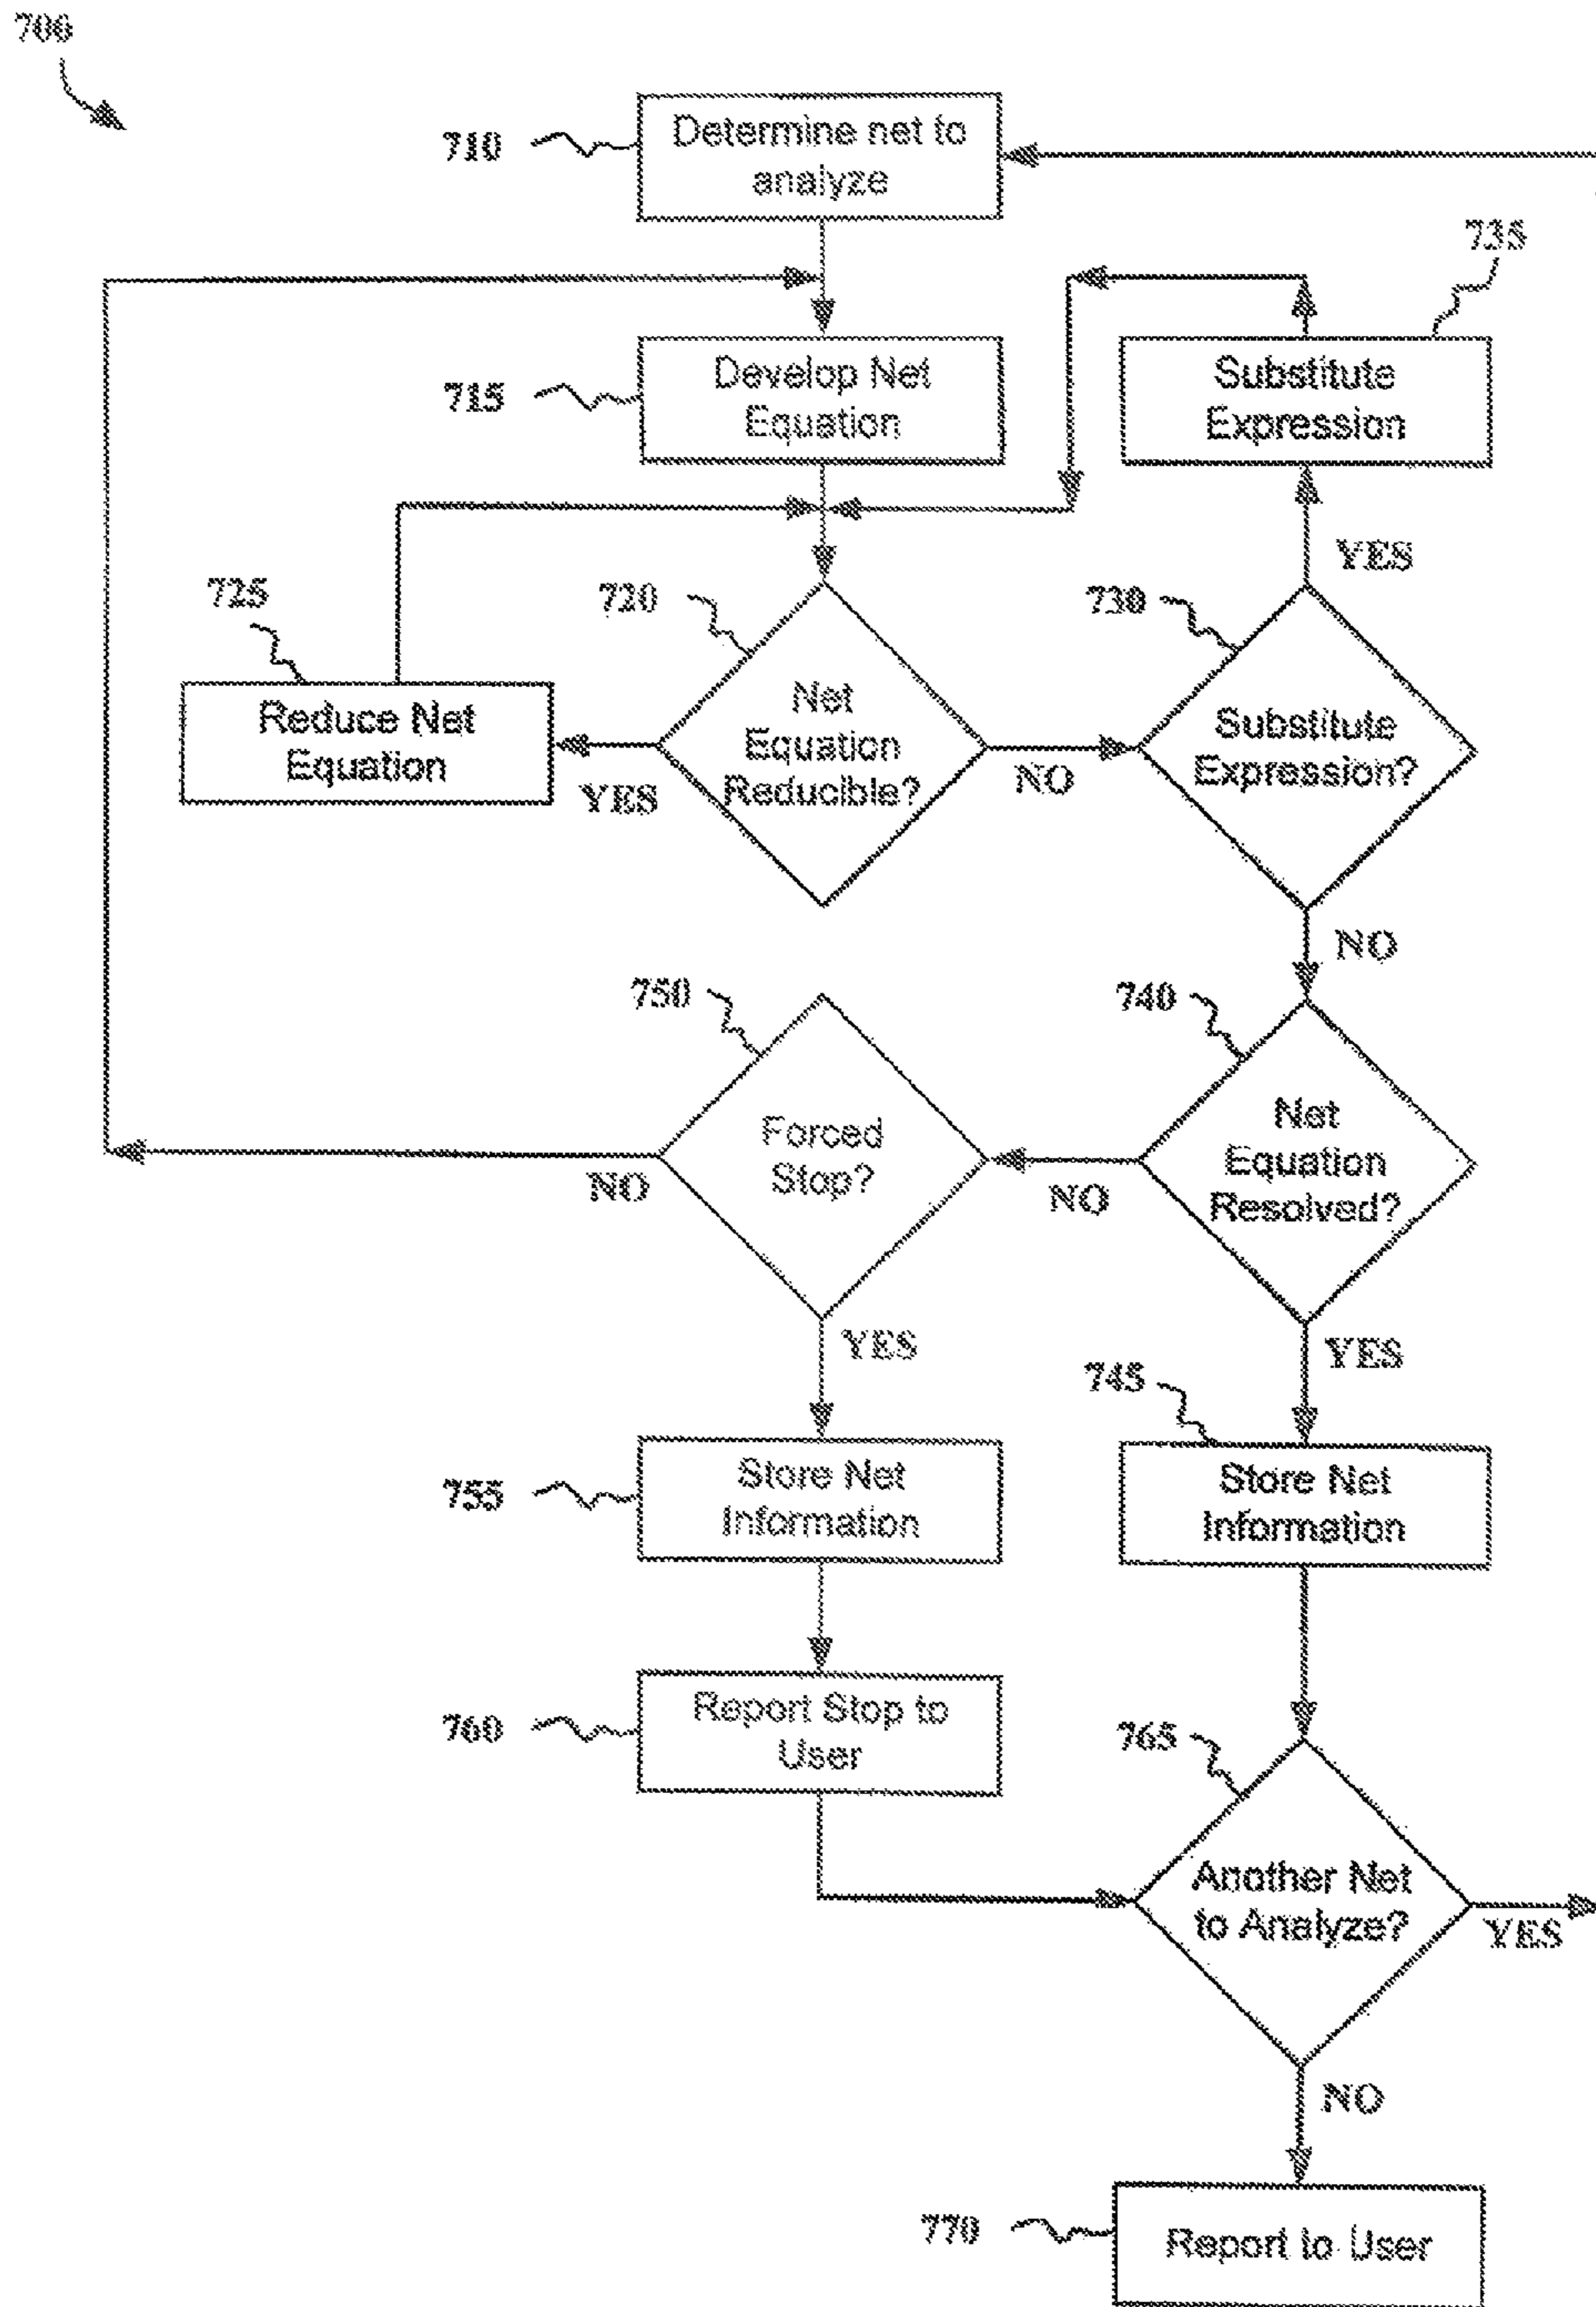 700
710
Determine net to
analyze
735
715
Develop Net
Equation
Substitute
Expression
YES
725
720
730
Reduce Net
Equation
YES
Net
Equation
Reducible?
NO
Substitute
Expression?
NO
750
740
Forced
Stop?
NO
NO
Net
Equation
Resolved?
YES
YES
745
755
Store Net
Information
Store Net
Information
760
Report Stop to
User
765
Another Net
to Analyze?
YES
NO
770
Report to User